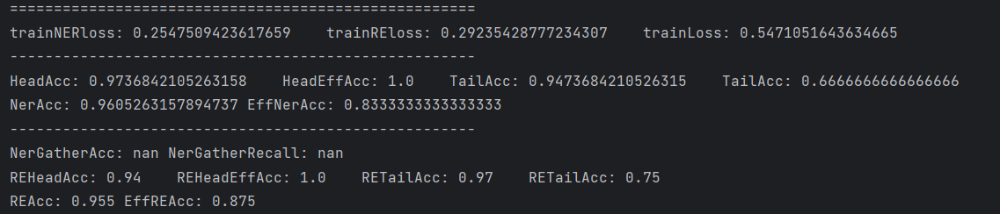 =====================================================
trainNERloss: 0.2547509423617659    trainREloss: 0.29235428777234307    trainLoss: 0.5471051643634665
-----------------------------------------------------
HeadAcc: 0.9736842105263158    HeadEffAcc: 1.0    TailAcc: 0.9473684210526315    TailAcc: 0.6666666666666666
NerAcc: 0.9605263157894737 EffNerAcc: 0.8333333333333333
-----------------------------------------------------
NerGatherAcc: nan NerGatherRecall: nan
REHeadAcc: 0.94    REHeadEffAcc: 1.0    RETailAcc: 0.97    RETailAcc: 0.75
REAcc: 0.955 EffREAcc: 0.875